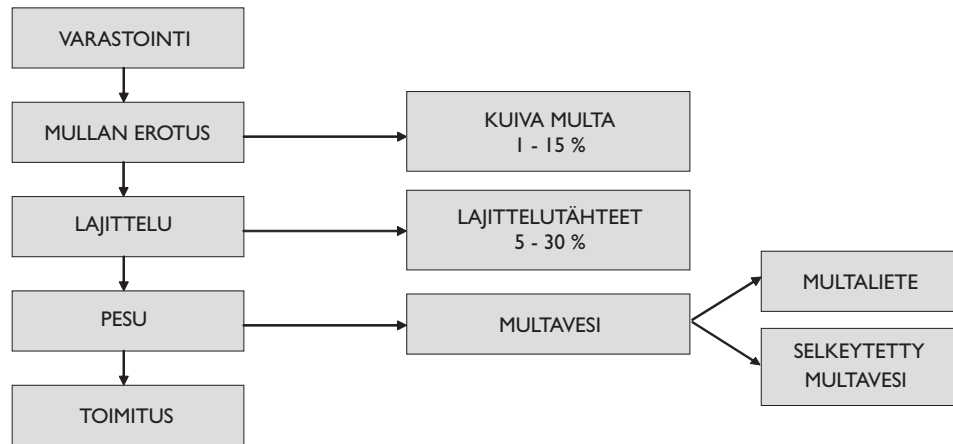 VARASTOINTI
MULLAN EROTUS
KUIVA MULTA
1 - 15 %
LAJITTELU
LAJITTELUTÄHTEET
5 - 30 %
PESU
MULTAVESI
MULTALIETE
SELKEYTETTY
MULTAVESI
TOIMITUS